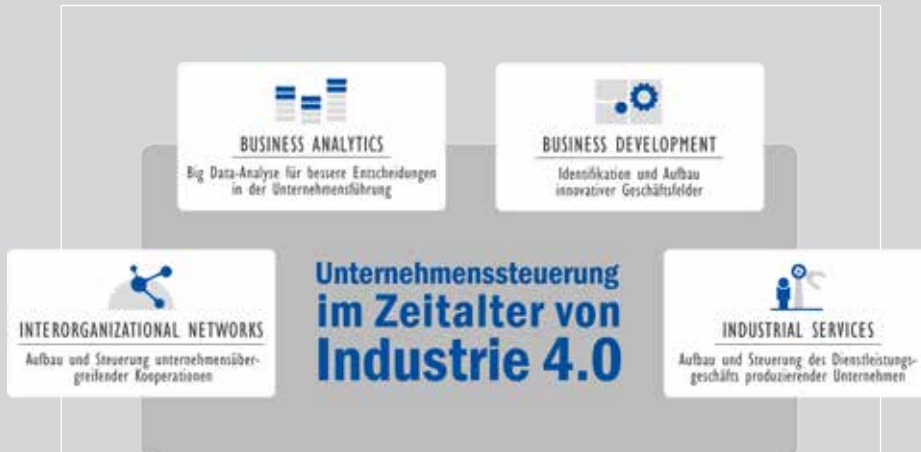 BUSINESS ANALYTICS
Big Data-Analyse für bessere Entscheidungen
in der Unternehmensführung
BUSINESS DEVELOPMENT
Identifikation und Aufbau
innovativer Geschäftsfelder
INTERORGANIZATIONAL NETWORKS
Aufbau und Steuerung unternehmensüber-
greifender Kooperationen
Unternehmenssteuerung
im Zeitalter von
Industrie 4.0
INDUSTRIAL SERVICES
Aufbau und Steuerung des Dienstleistungs-
geschäfts produzierender Unternehmen